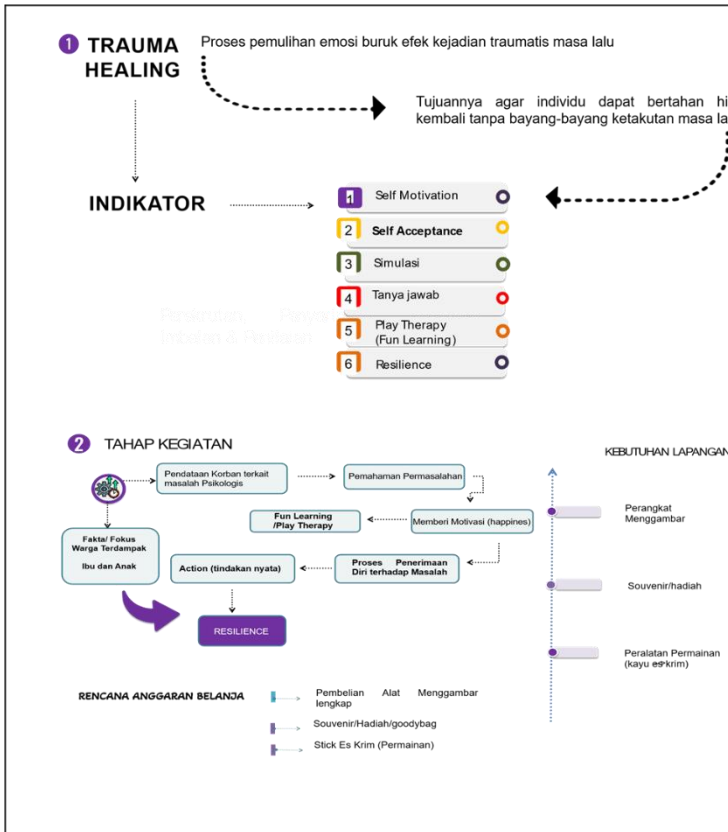 1 TRAUMA
HEALING
Proses pemulihan emosi buruk efek kejadian traumatis masa lalu
Tujuannya agar individu dapat bertahan hi
kembali tanpa bayang-bayang ketakutan masa la
INDIKATOR
1 Self Motivation
2 Self Acceptance
3 Simulasi
4 Tanya jawab
5 Play Therapy
(Fun Learning)
6 Resilience
2 TAHAP KEGIATAN
KEBUTUHAN LAPANGAN
Pendataan Korban terkait
masalah Psikologis
Pemahaman Permasalahan
Fun Learning
/Play Therapy
Memberi Motivasi (happines)
Fakta/ Fokus
Warga Terdampak
Ibu dan Anak
Action (tindakan nyata)
Proses Penerimaan
Diri terhadap Masalah
RESILIENCE
Perangkat
Menggambar
Souvenir/hadiah
Peralatan Permainan
(kayu es krim)
RENCANA ANGGARAN BELANJA
Pembelian Alat Menggambar
lengkap
Souvenir/Hadiah/goodybag
Stick Es Krim (Permainan)